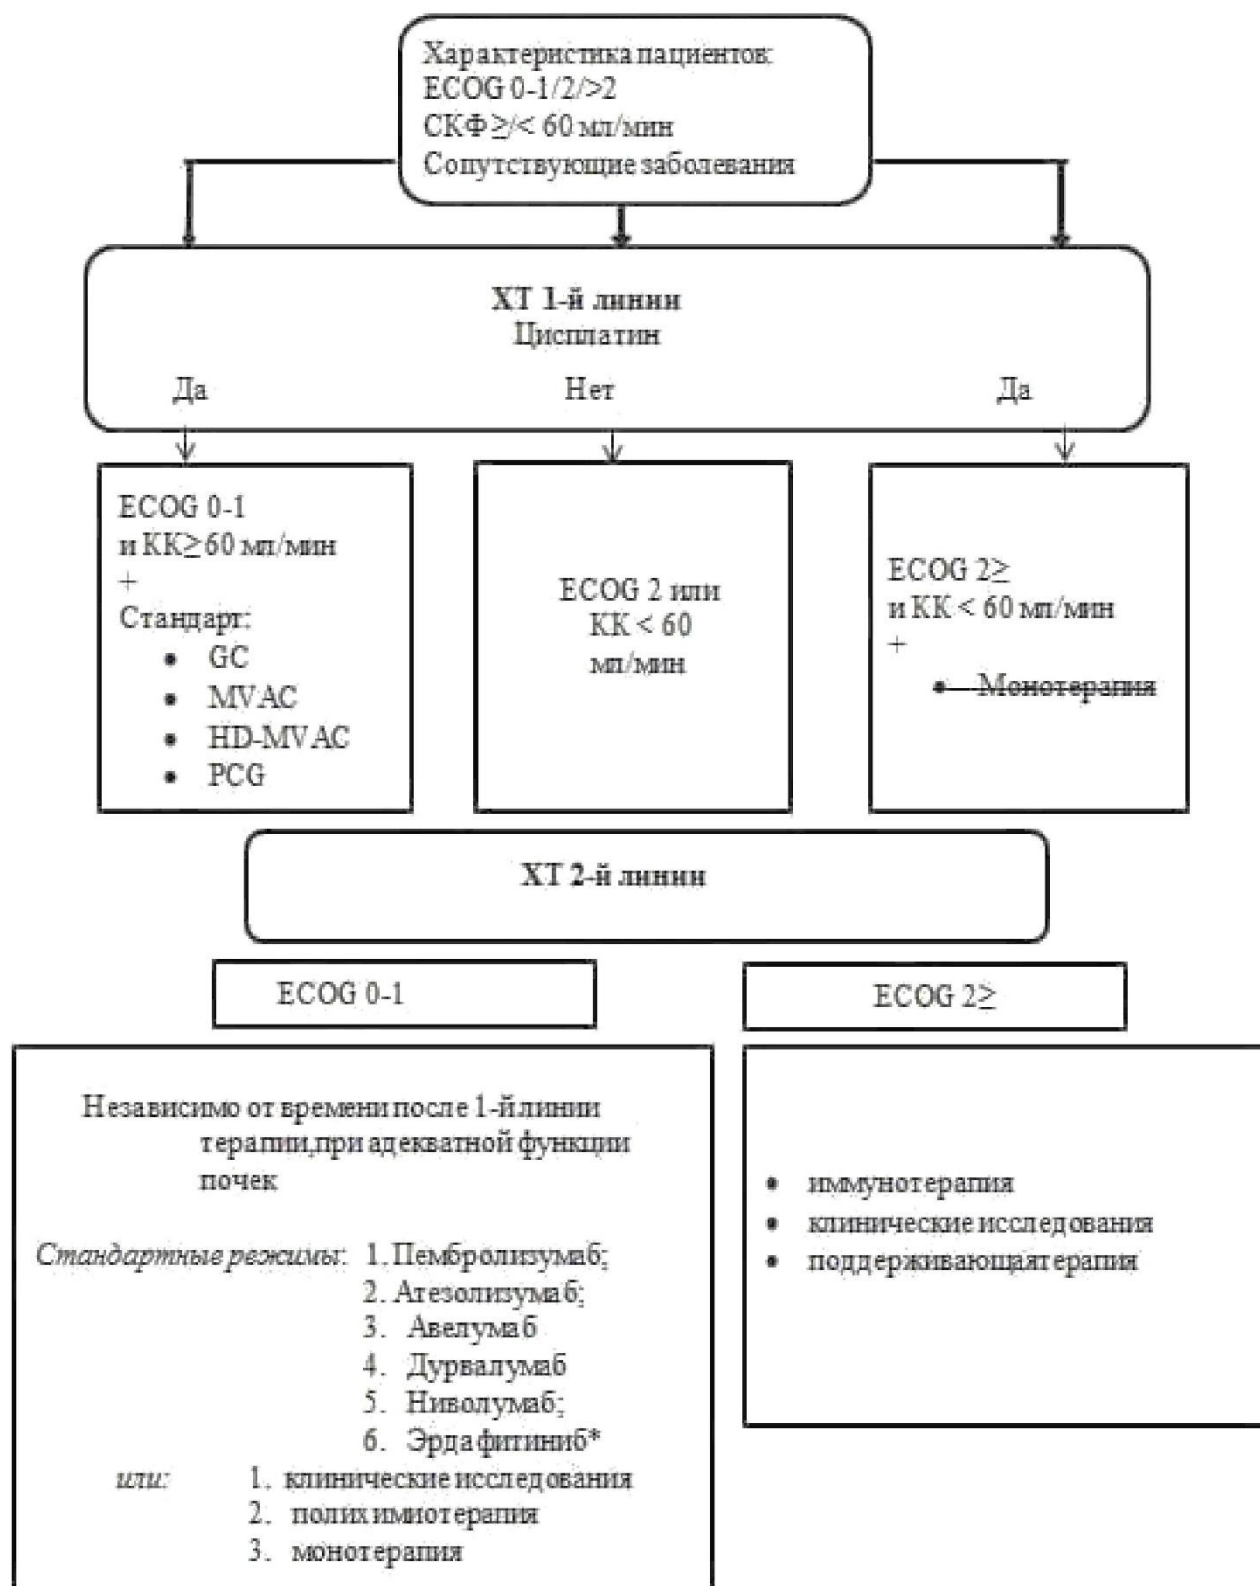 Характеристика пациентов:
ECOG 0-1/2/>2
СКФ ≥/< 60 мл/мин
Сопутствующие заболевания
ХТ 1-й линии
Цисплатин
Да
Нет
Да
ECOG 0-1
и КК≥60 мл/мин
+
Стандарт:
• GC
• MVAC
• HD-MVAC
• PCG
ECOG 2 или
КК < 60
мл/мин
ECOG 2≥
и КК < 60 мл/мин
+
• Монотерапия
ХТ 2-й линии
ECOG 0-1
ECOG 2≥
Независимо от времени после 1-й линии
терапии,при адекватной функции
почек
Стандартные режимы: 1. Пембролизумаб;
2. Атезолизумаб;
3. Авелумаб
4. Дурвалумаб
5. Ниволумаб;
6. Эрдафитиниб*
или: 1. клинические исследования
2. полихимиотерапия
3. монотерапия
• иммунотерапия
• клинические исследования
• поддерживающаятерапия